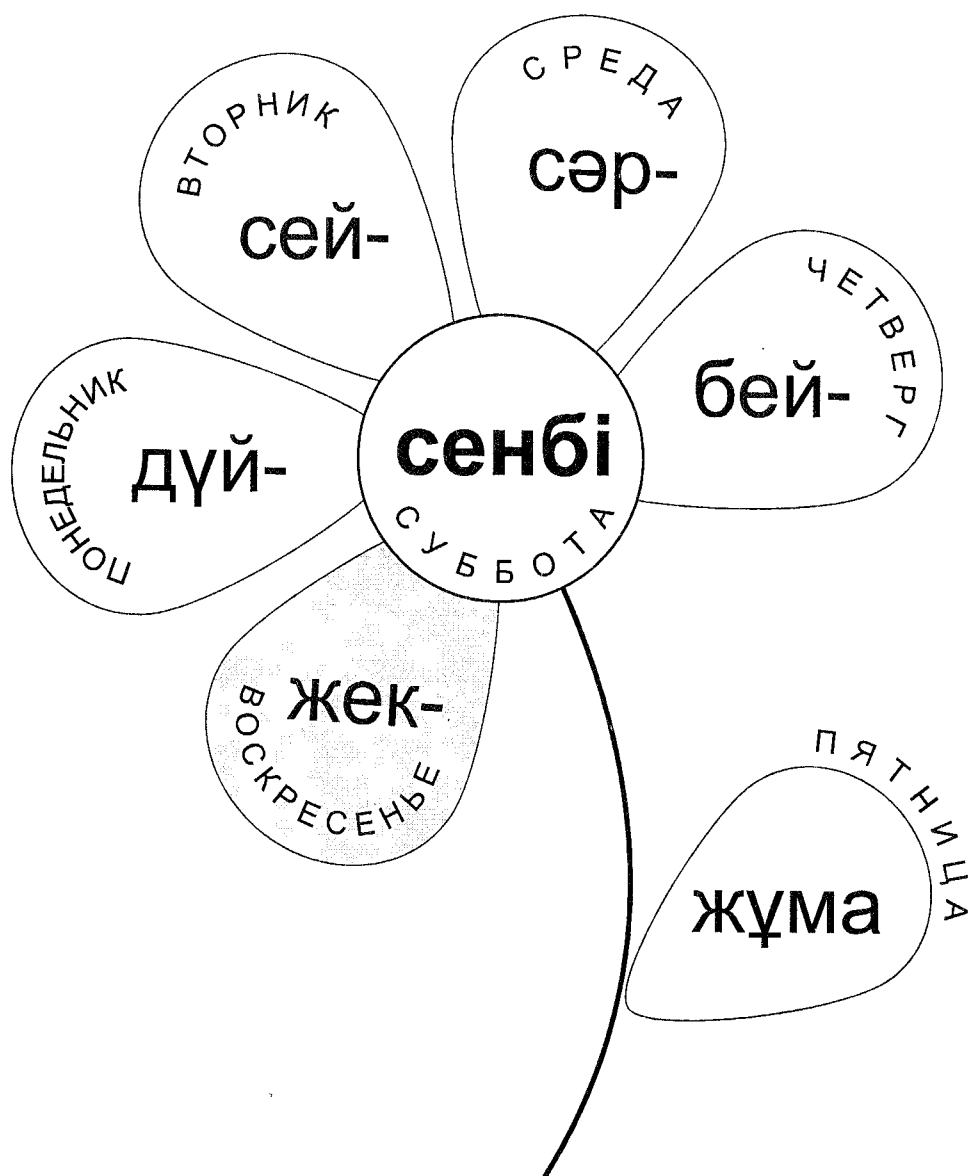 СРЕДА
сәр-
ВТОРНИК
сей-
ЧЕТВЕРГ
бей-
ПОНЕДЕЛЬНИК
дүй-
сенбі
СУББОТА
жек-
ВОСКРЕСЕНЬЕ
ПЯТНИЦА
жұма